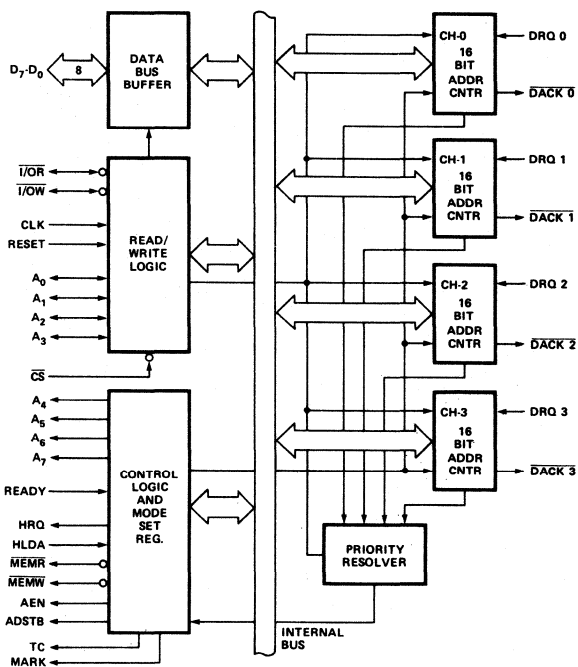 D7-D0
8
DATA
BUS
BUFFER
I/OR
I/OW
CLK
RESET
A0
A1
A2
A3
CS
READ/
WRITE
LOGIC
A4
A5
A6
A7
READY
HRQ
HLDA
MEMR
MEMW
AEN
ADSTB
TC
MARK
CONTROL
LOGIC
AND
MODE
SET
REG.
INTERNAL
BUS
CH-0
16
BIT
ADDR
CNTR
DRQ 0
DACK 0
CH-1
16
BIT
ADDR
CNTR
DRQ 1
DACK 1
CH-2
16
BIT
ADDR
CNTR
DRQ 2
DACK 2
CH-3
16
BIT
ADDR
CNTR
DRQ 3
DACK 3
PRIORITY
RESOLVER